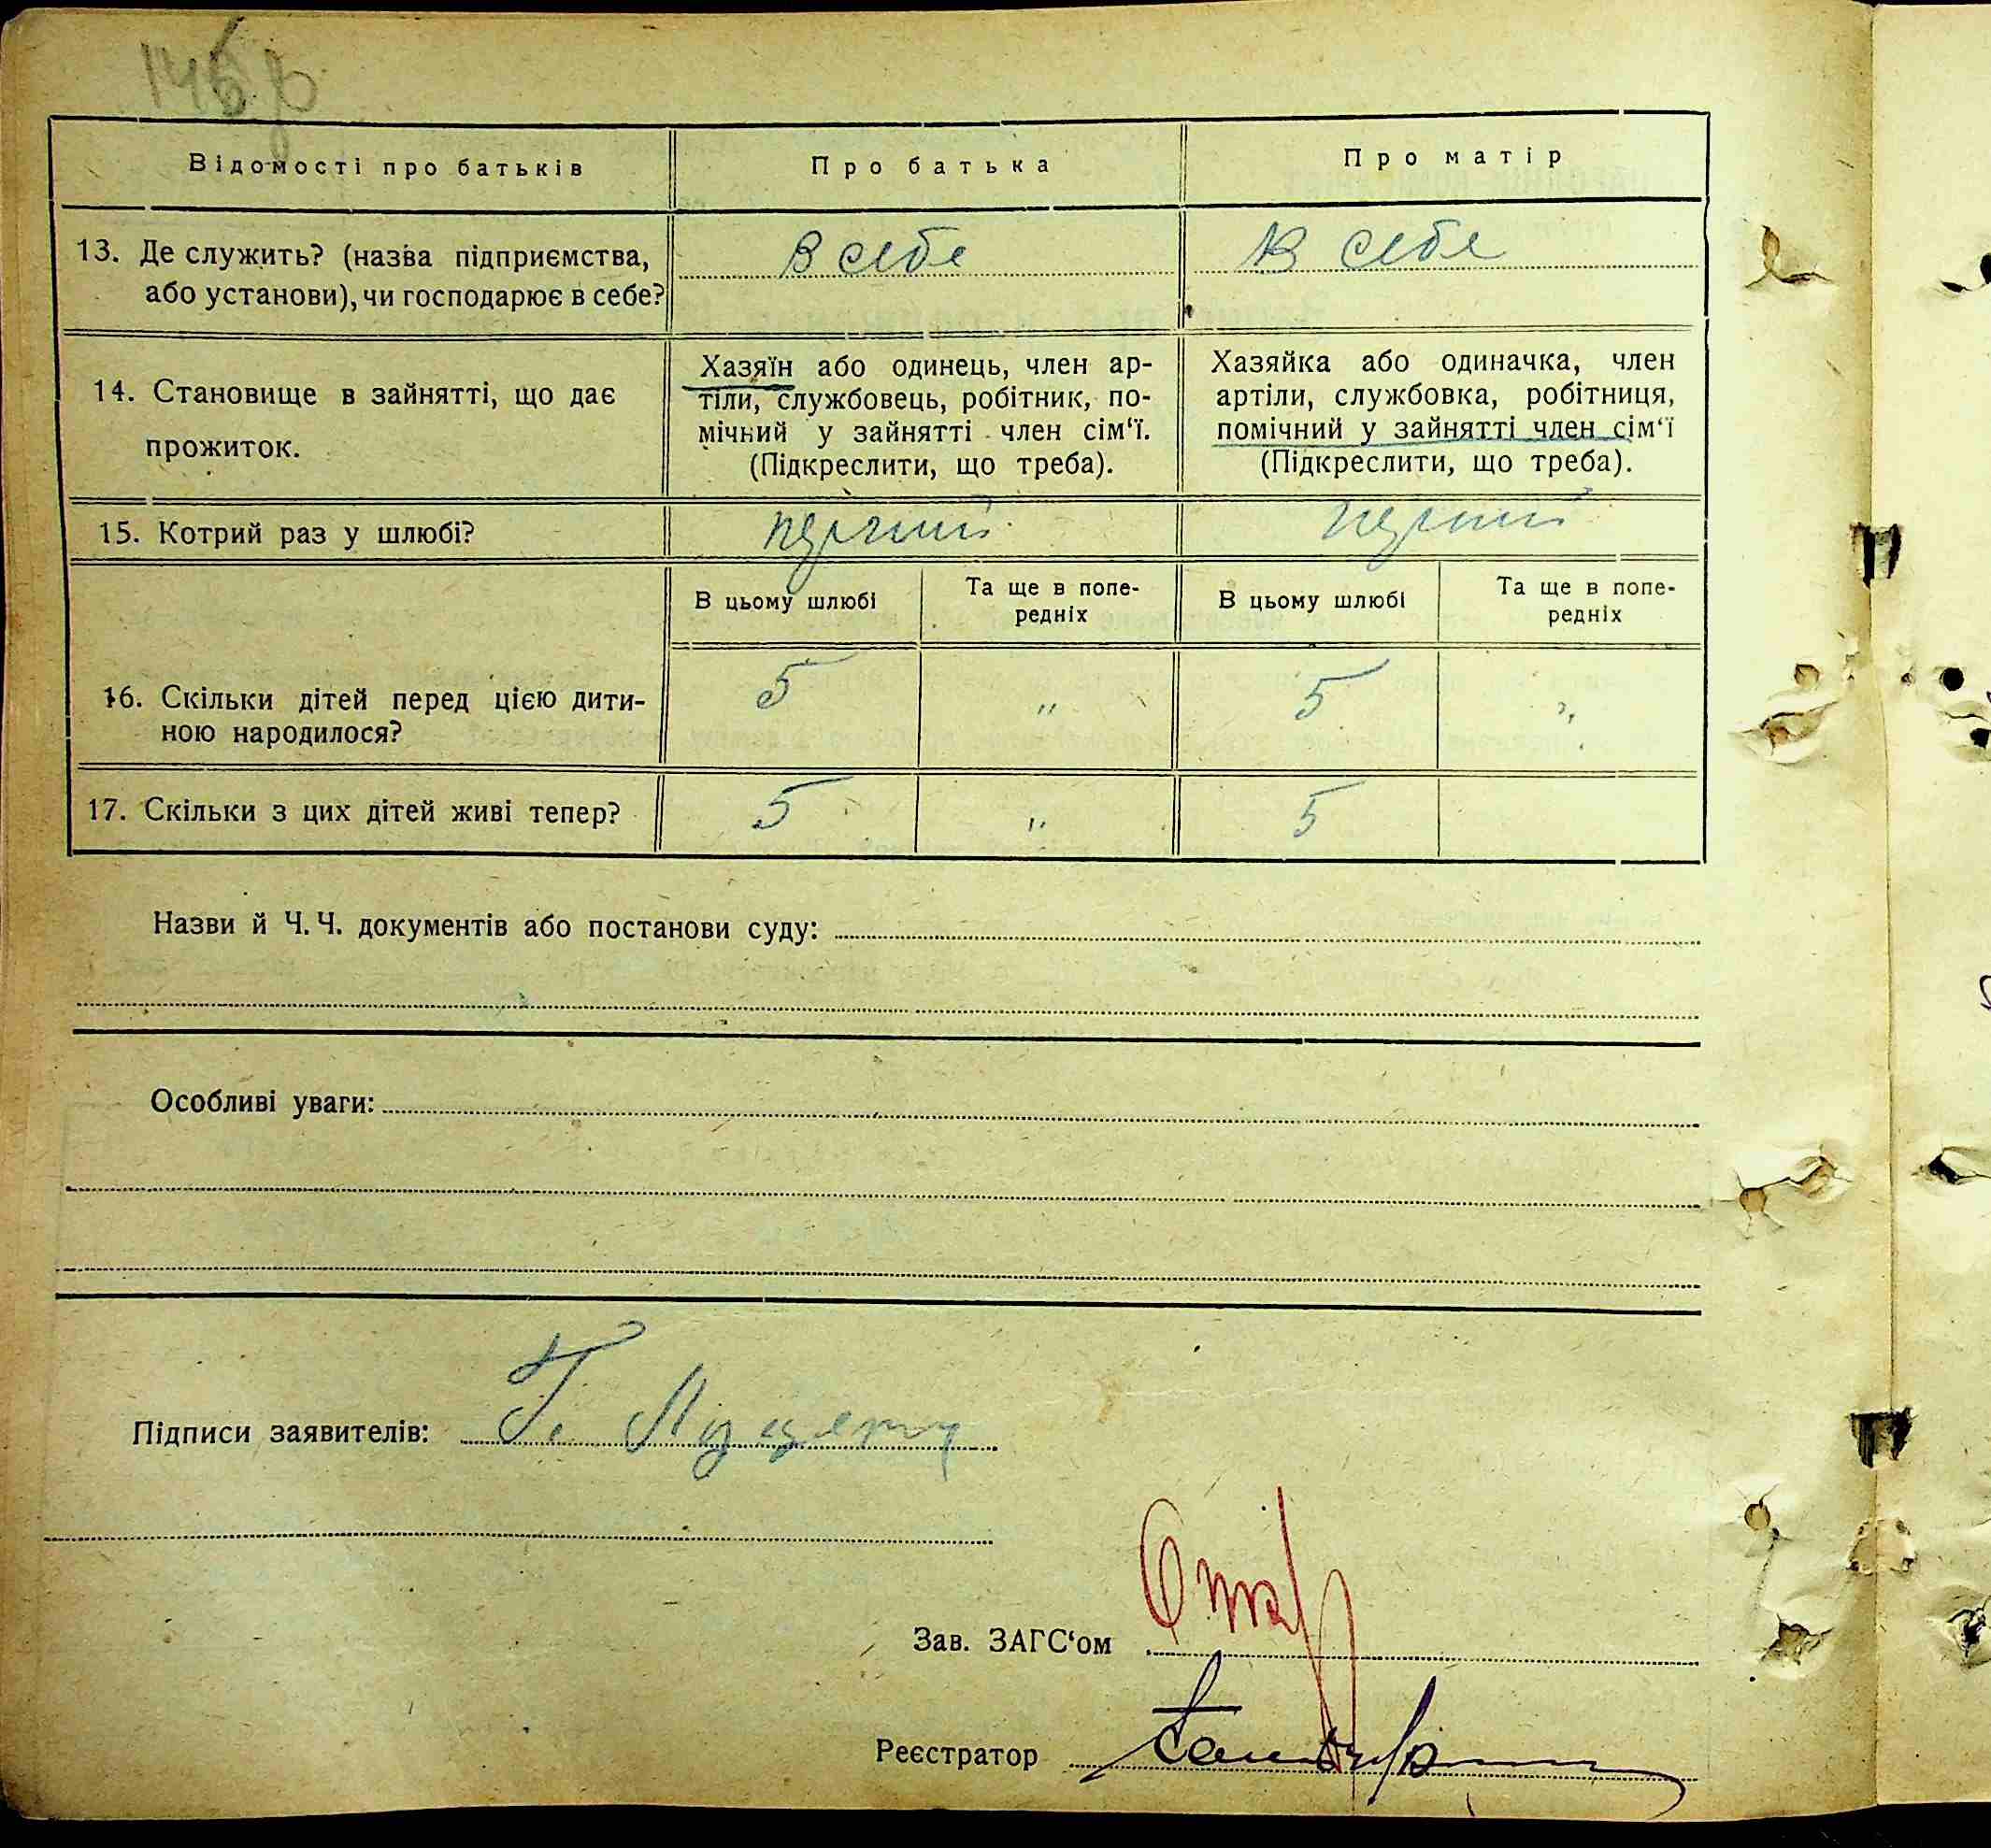 Відомості про батьків
Про батька
Про матір
13. Де служить? (назва підприємства,
або установи), чи господарює в себе?
В себе
В себе
14. Становище в зайнятті, що дає
прожиток.
Хазяїн або одинець, член ар-
тіли, службовець, робітник, по-
мічний у зайнятті член сім‘ї.
(Підкреслити, що треба).
Хазяйка або одиначка, член
артіли, службовка, робітниця,
помічний у зайнятті член сім‘ї
(Підкреслити, що треба).
15. Котрий раз у шлюбі?
перший
перший
16. Скільки дітей перед цією дити-
ною народилося?
В цьому шлюбі
Та ще в попе-
редніх
В цьому шлюбі
Та ще в попе-
редніх
5 " 5 "
17. Скільки з цих дітей живі тепер?
5 " 5
Назви й Ч.Ч. документів або постанови суду:
Особливі уваги:
Підписи заявителів: Г.
Зав. ЗАГС‘ом
Реєстратор